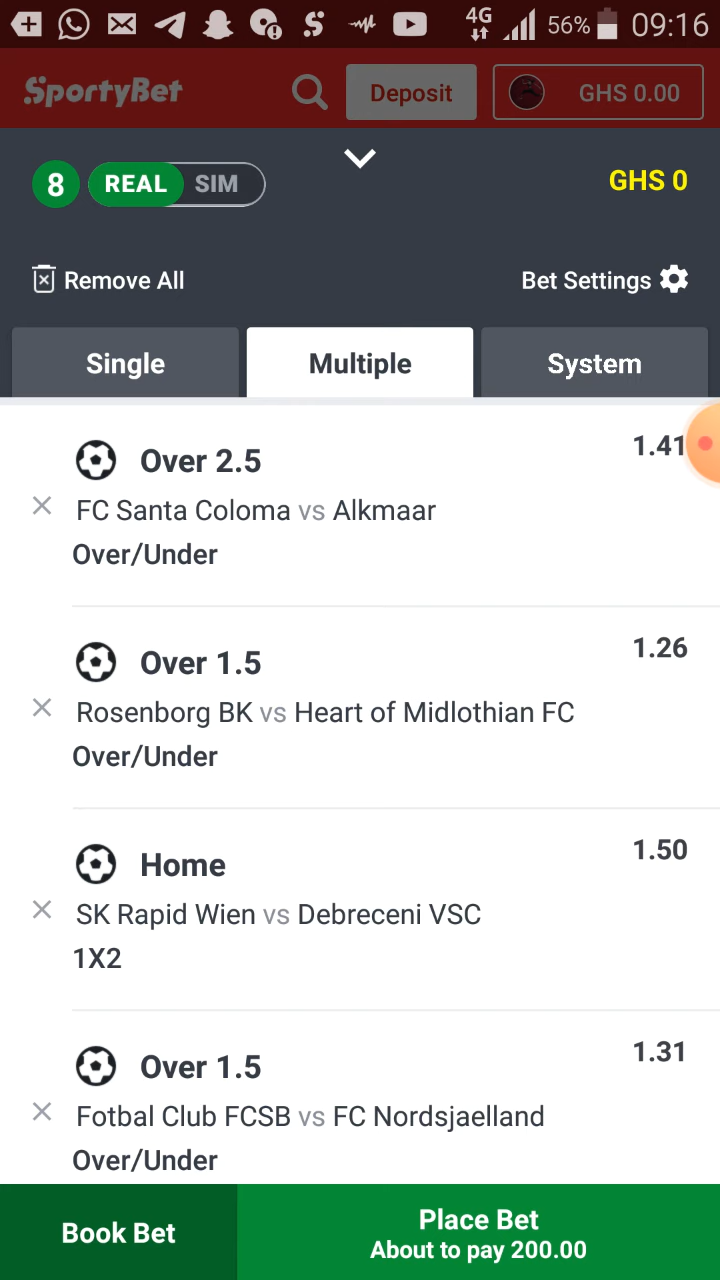 4G 56% 09:16
SportyBet Deposit GHS 0.00
8 REAL SIM GHS 0
Remove All Bet Settings
Single Multiple System
Over 2.5 1.41
FC Santa Coloma vs Alkmaar
Over/Under
Over 1.5 1.26
Rosenborg BK vs Heart of Midlothian FC
Over/Under
Home 1.50
SK Rapid Wien vs Debreceni VSC
1X2
Over 1.5 1.31
Fotbal Club FCSB vs FC Nordsjaelland
Over/Under
Book Bet Place Bet
About to pay 200.00